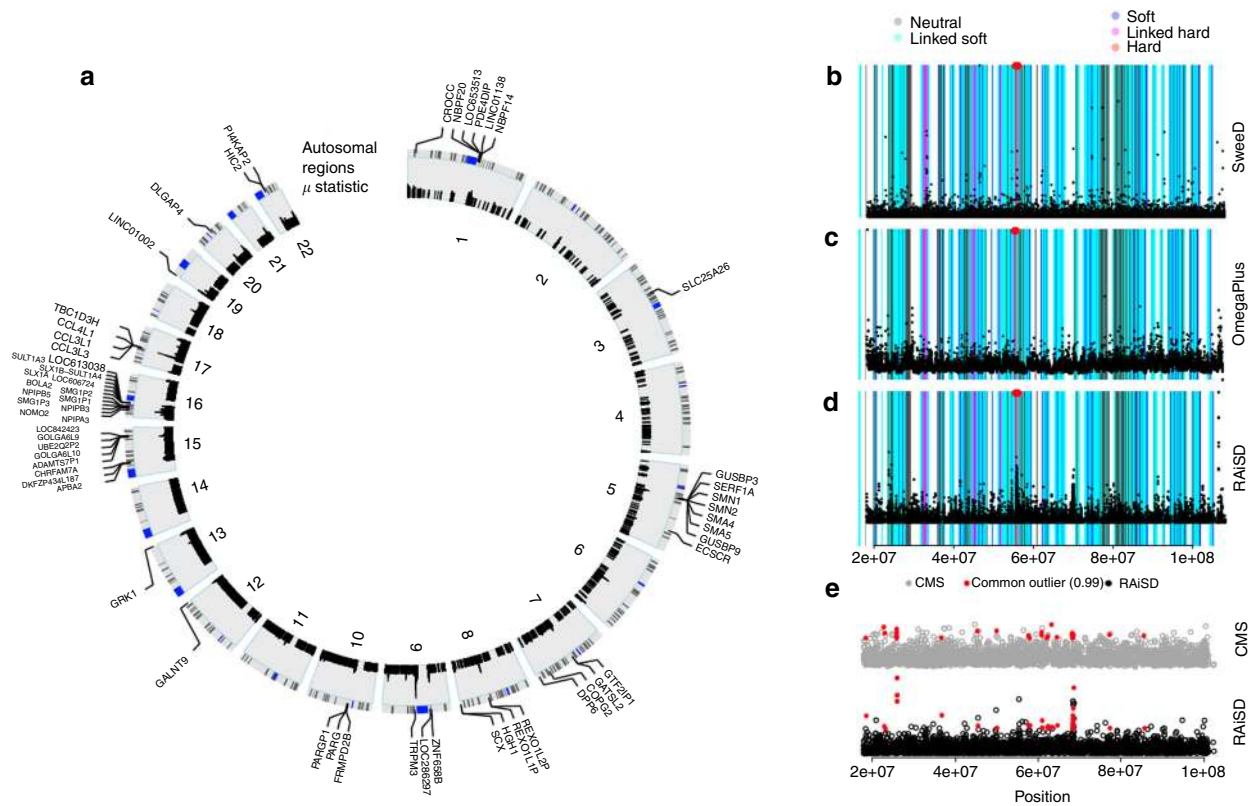 a
Autosomal
regions
μ statistic
CROCC
NBPF20
LOC653513
PDE4DIP
LINC01138
NBPF14
SLC25A26
GUSBP3
SERF1A
SMN1
SMN2
SMA4
SMA5
GUSBP9
ECSCR
GTF2IP1
GATSL2
COPG2
DPP6
REXO1L2P
REXO1L1P
HGH1
SCX
ZNF658B
LOC286297
TRPM3
FRMPD2B
PARG
PARGP1
GALNT9
GRK1
LOC842423
GOLGA6L9
UBE2Q2P2
GOLGA6L10
ADAMTS7P1
CHRFAM7A
DKFZP434L187
APBA2
TBC1D3H
CCL4L1
CCL3L1
CCL3L3
SULT1A3 LOC613038
SLX1B-SULT1A4
SLX1A LOC606724
BOLA2 SMG1P2
NPIPB5 SMG1P1
SMG1P3 NPIPB3
NOMO2 NPIPA3
LINC01002
DLGAP4
HIC2
PI4KAP2
1
2
3
4
5
6
7
8
9
10
11
12
13
14
15
16
17
18
19
20
21
22
Neutral
Linked soft
Soft
Linked hard
Hard
b
SweeD
c
OmegaPlus
d
RAiSD
2e+07 4e+07 6e+07 8e+07 1e+08
e
CMS Common outlier (0.99) RAiSD
CMS
RAiSD
2e+07 4e+07 6e+07 8e+07 1e+08
Position